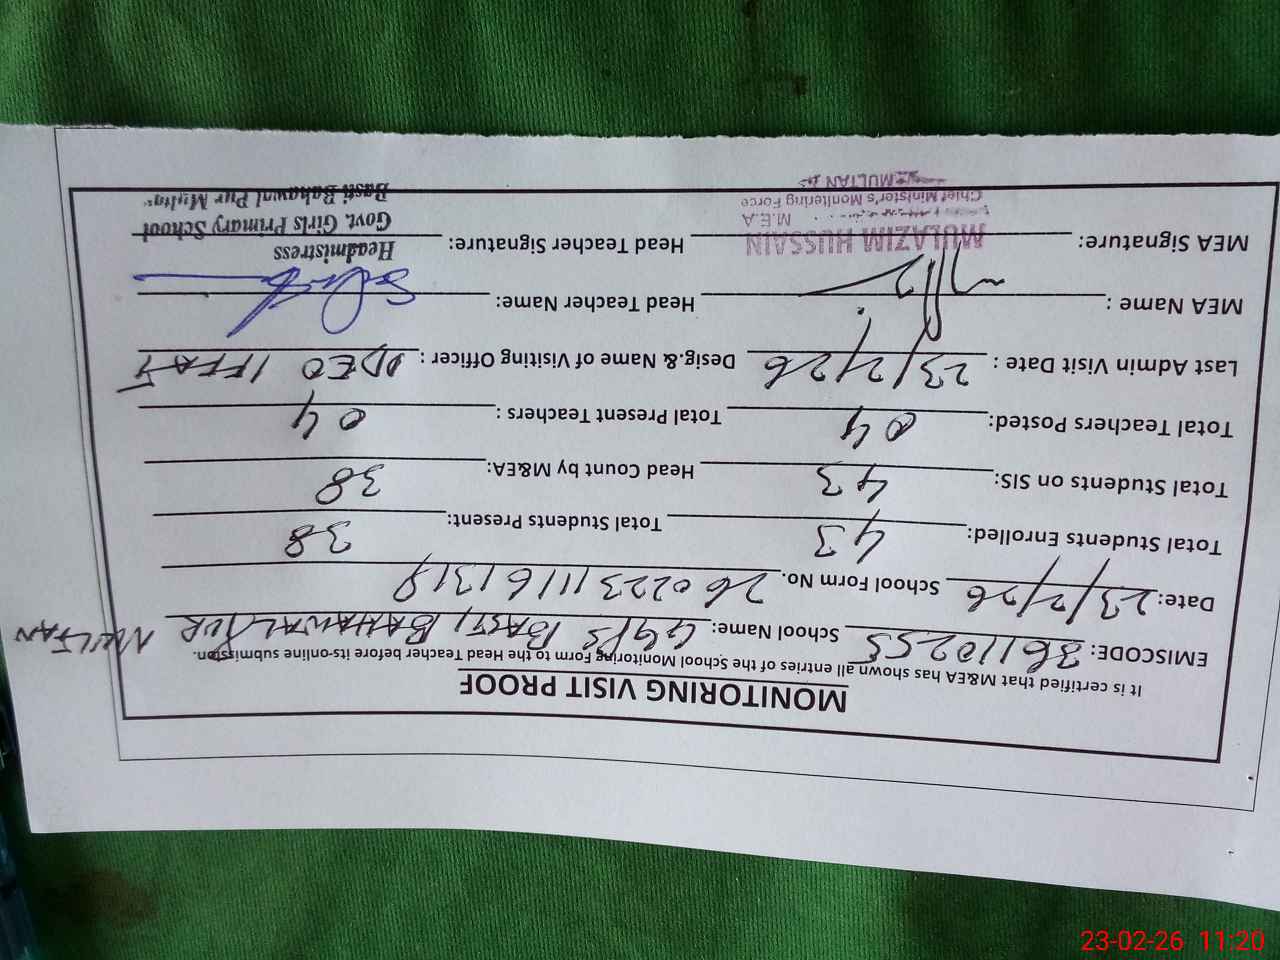 MONITORING VISIT PROOF
It is certified that M&EA has shown all entries of the School Monitoring Form to the Head Teacher before its online submission.
EMISCODE: 36110255 School Name: GGPS BASTI BAHAWALPUR MULTAN
Date: 23/2/26 School Form No. 260223111161319
Total Students Enrolled: 43 Total Students Present: 38
Total Students on SIS: 43 Head Count by M&EA: 38
Total Teachers Posted: 04 Total Present Teachers : 04
Last Admin Visit Date : 23/2/26 Desig.& Name of Visiting Officer : DDEO IFFAT
MEA Name : Head Teacher Name:
MEA Signature: Head Teacher Signature:
MULAZIM HUSSAIN
M.E.A
Chief Minister's Monitering Force
MULTAN
Headmistress
Govt. Girls Primary School
Basti Bahawal Pur Multan
23-02-26 11:20